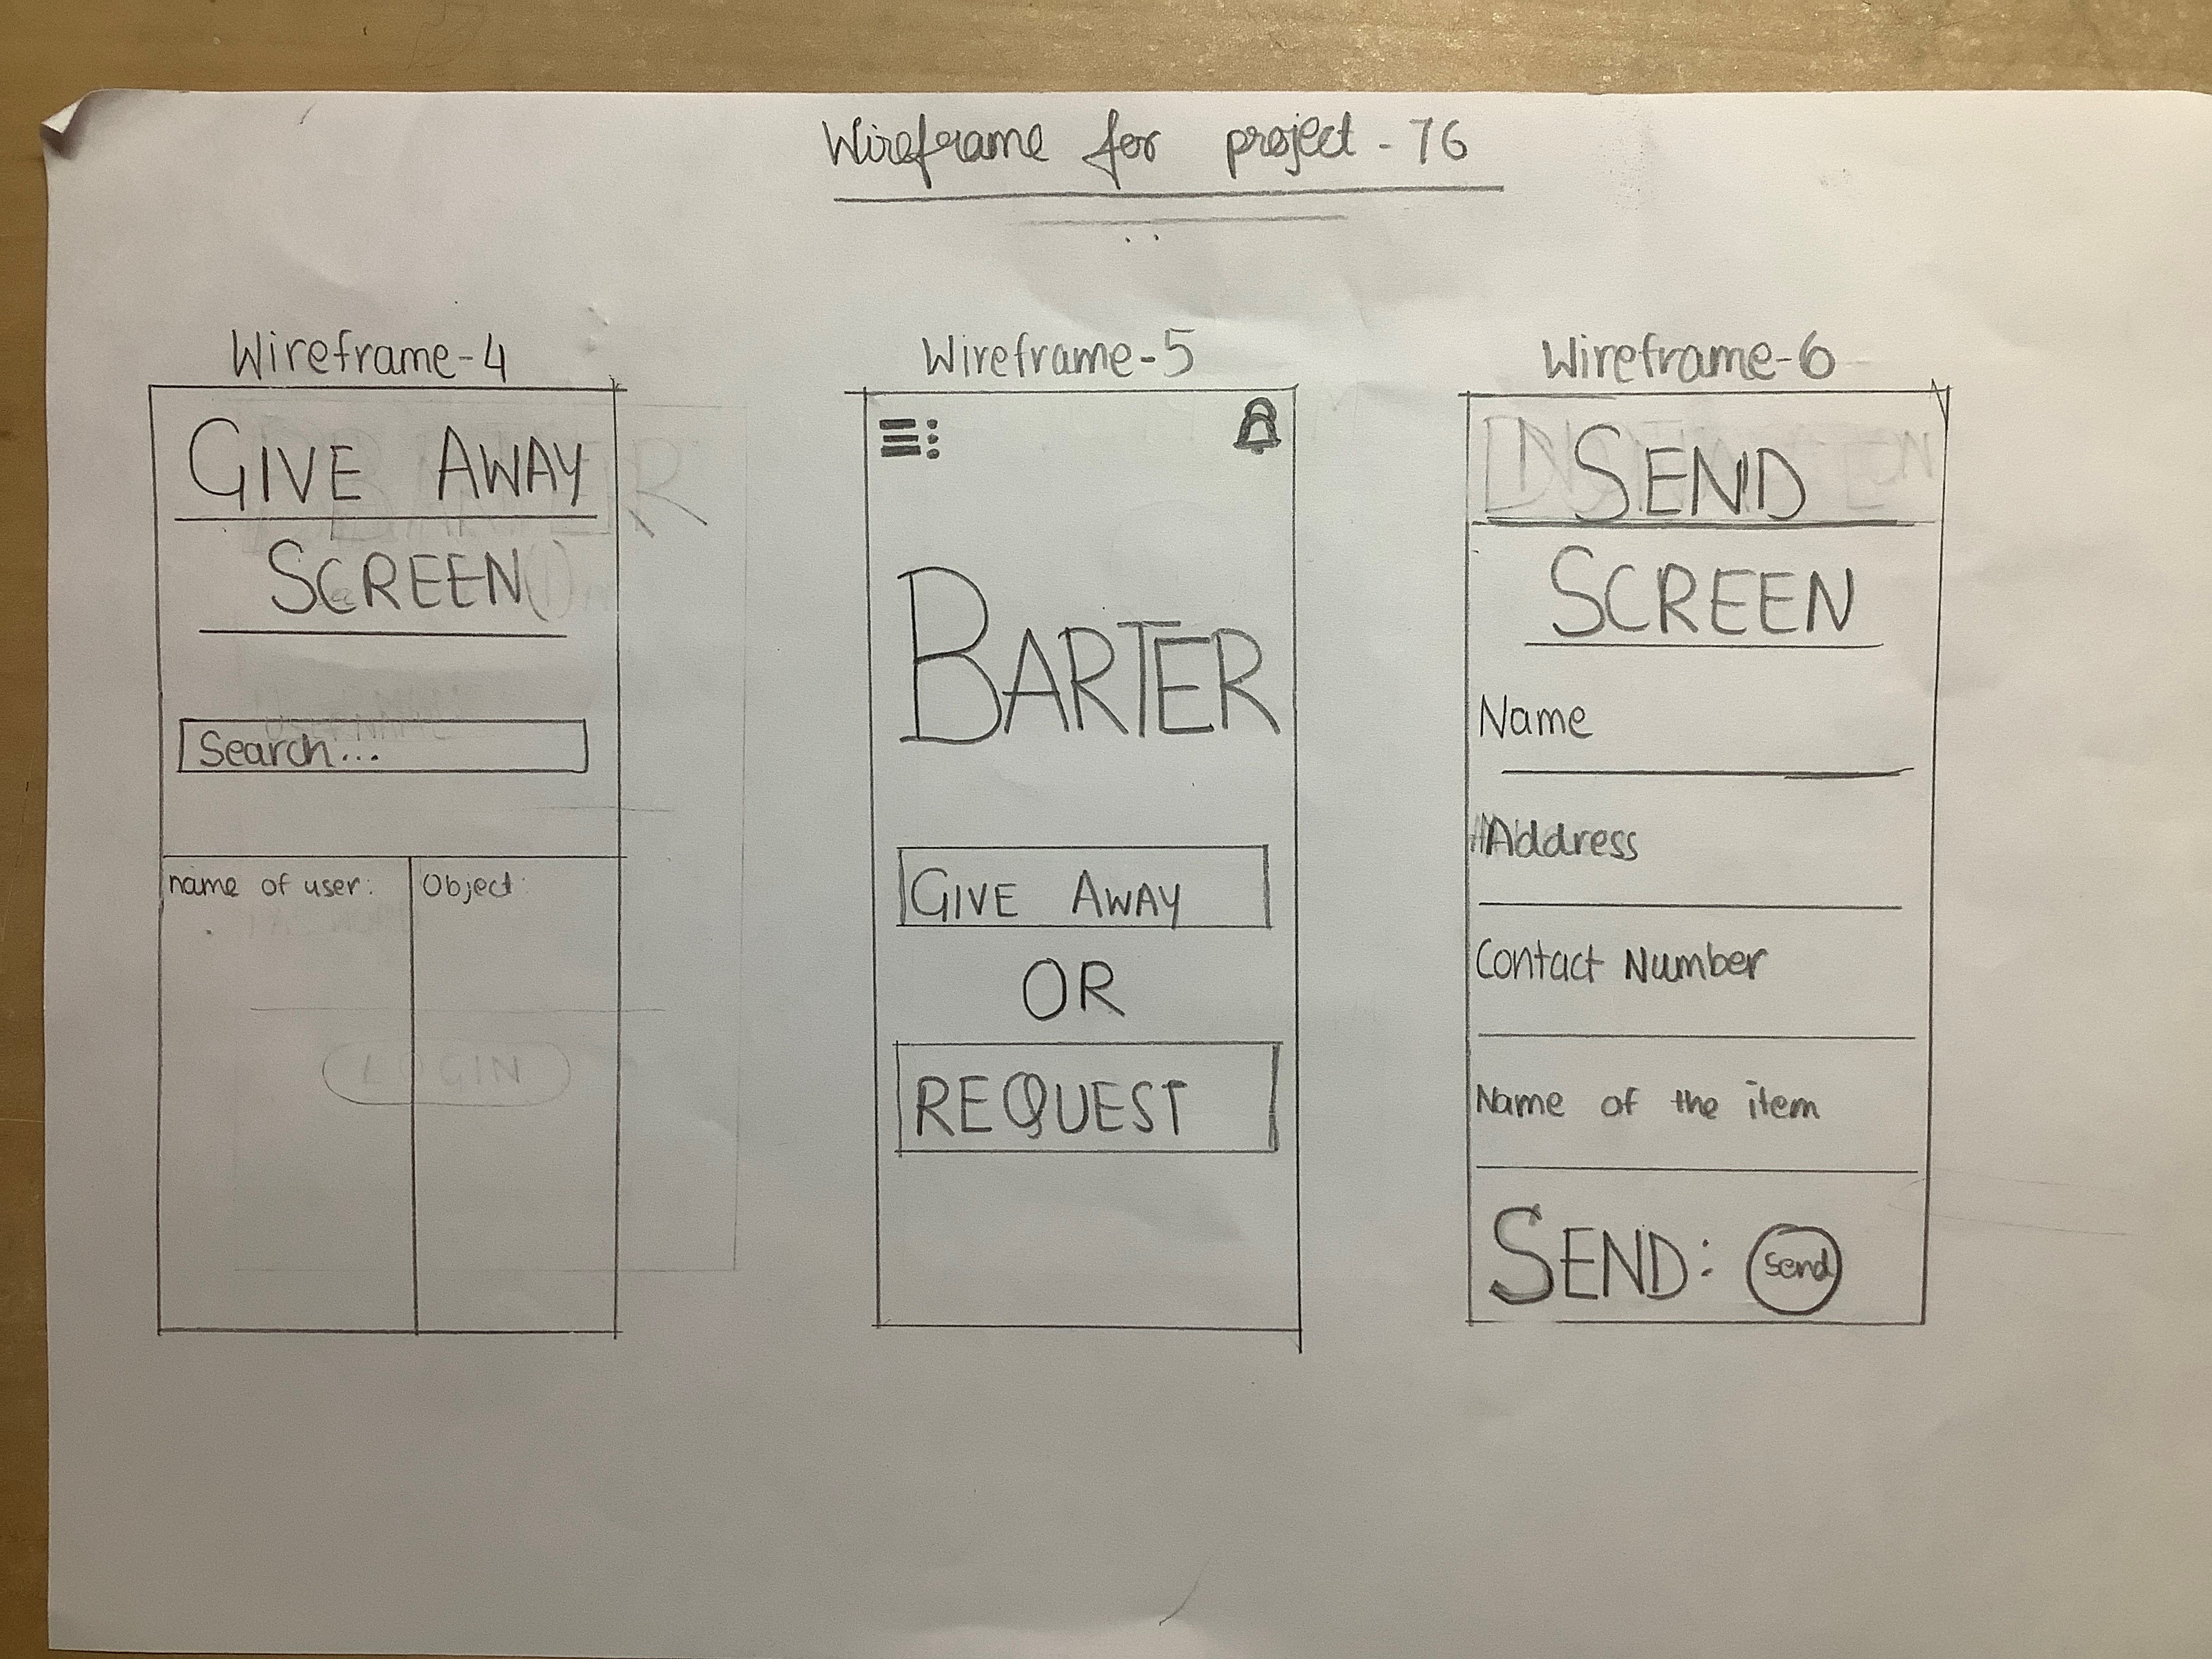 Wireframe for project - 76
Wireframe-4
GIVE AWAY
SCREEN
Search...
name of user:
Object:
Wireframe-5
BARTER
GIVE AWAY
OR
REQUEST
Wireframe-6
SEND
SCREEN
Name
Address
Contact Number
Name of the item
SEND: Send
LOGIN